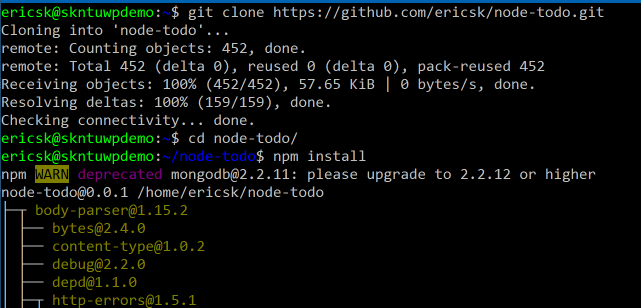 ericsk@skntuwpdemo:~$ git clone https://github.com/ericsk/node-todo.git
Cloning into 'node-todo'...
remote: Counting objects: 452, done.
remote: Total 452 (delta 0), reused 0 (delta 0), pack-reused 452
Receiving objects: 100% (452/452), 57.65 KiB | 0 bytes/s, done.
Resolving deltas: 100% (159/159), done.
Checking connectivity... done.
ericsk@skntuwpdemo:~$ cd node-todo/
ericsk@skntuwpdemo:~/node-todo$ npm install
npm WARN deprecated mongodb@2.2.11: please upgrade to 2.2.12 or higher
node-todo@0.0.1 /home/ericsk/node-todo
├─┬ body-parser@1.15.2
│ ├── bytes@2.4.0
│ ├── content-type@1.0.2
│ ├── debug@2.2.0
│ ├── depd@1.1.0
│ ├─┬ http-errors@1.5.1